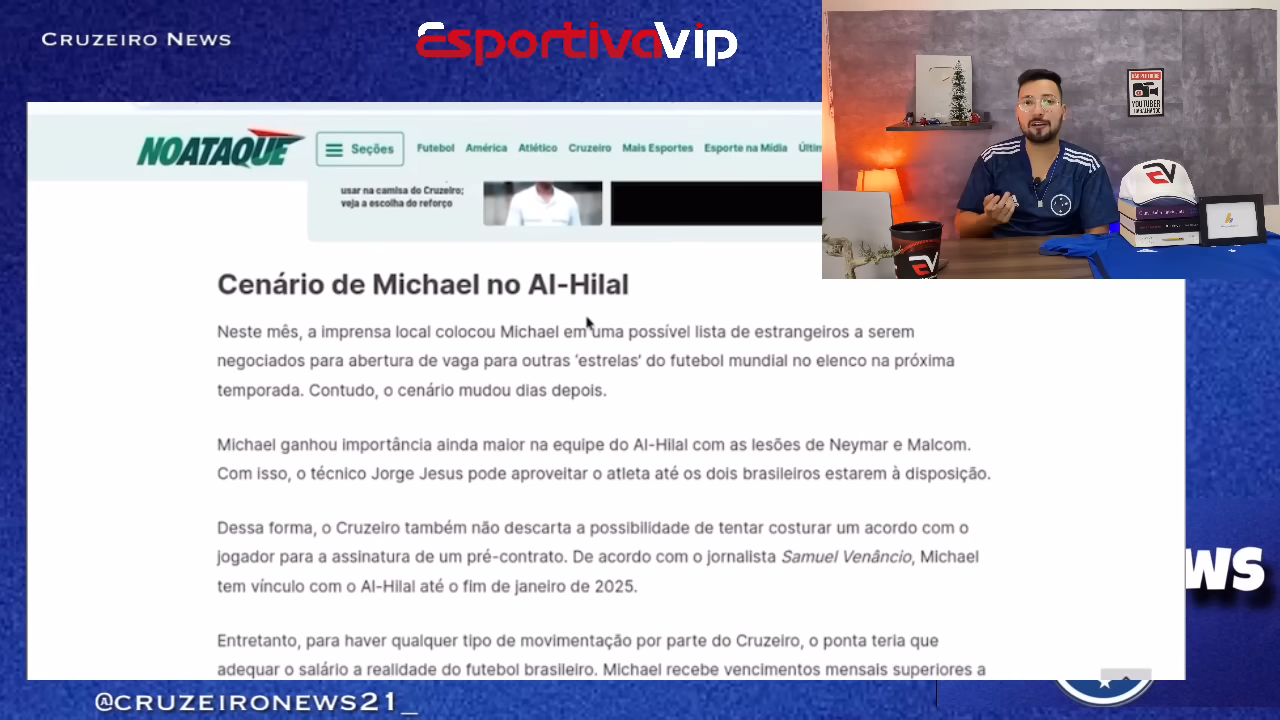 CRUZEIRO NEWS
EsportivaVip
NOATAQUE
Seções
Futebol América Atlético Cruzeiro Mais Esportes Esporte na Mídia Últim
usar na camisa do Cruzeiro;
veja a escolha do reforço
YOUTUBER
Cenário de Michael no Al-Hilal
Neste mês, a imprensa local colocou Michael em uma possível lista de estrangeiros a serem
negociados para abertura de vaga para outras ‘estrelas’ do futebol mundial no elenco na próxima
temporada. Contudo, o cenário mudou dias depois.
Michael ganhou importância ainda maior na equipe do Al-Hilal com as lesões de Neymar e Malcom.
Com isso, o técnico Jorge Jesus pode aproveitar o atleta até os dois brasileiros estarem à disposição.
Dessa forma, o Cruzeiro também não descarta a possibilidade de tentar costurar um acordo com o
jogador para a assinatura de um pré-contrato. De acordo com o jornalista Samuel Venâncio, Michael
tem vínculo com o Al-Hilal até o fim de janeiro de 2025.
Entretanto, para haver qualquer tipo de movimentação por parte do Cruzeiro, o ponta teria que
adequar o salário a realidade do futebol brasileiro. Michael recebe vencimentos mensais superiores a
WS
@CRUZEIRONEWS21_